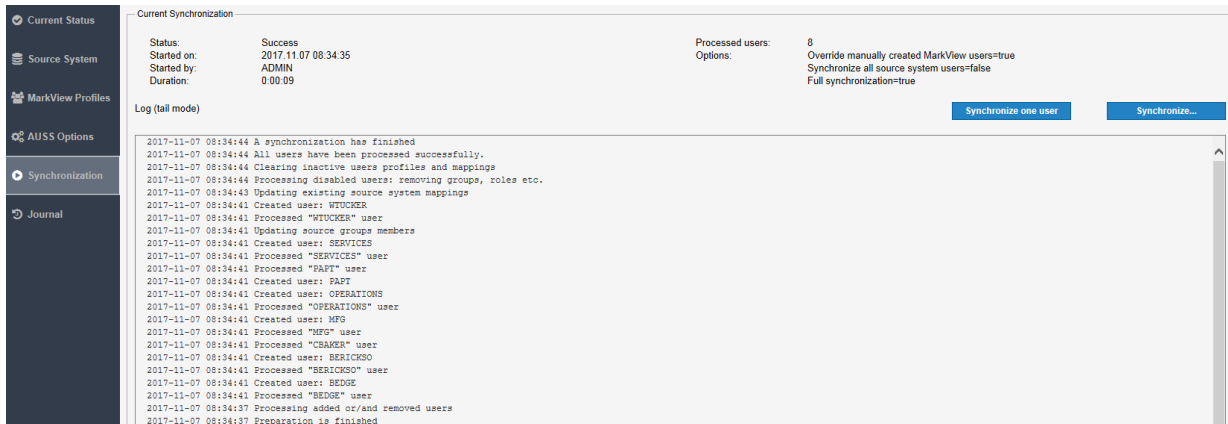 Current Status
Source System
MarkView Profiles
AUSS Options
Synchronization
Journal
Current Synchronization
Status: Success
Started on: 2017.11.07 08:34:35
Started by: ADMIN
Duration: 0:00:09
Processed users: 8
Options: Override manually created MarkView users=true
Synchronize all source system users=false
Full synchronization=true
Log (tail mode)
Synchronize one user
Synchronize...
2017-11-07 08:34:44 A synchronization has finished
2017-11-07 08:34:44 All users have been processed successfully.
2017-11-07 08:34:44 Clearing inactive users profiles and mappings
2017-11-07 08:34:44 Processing disabled users: removing groups, roles etc.
2017-11-07 08:34:43 Updating existing source system mappings
2017-11-07 08:34:41 Created user: WTUCKER
2017-11-07 08:34:41 Processed "WTUCKER" user
2017-11-07 08:34:41 Updating source groups members
2017-11-07 08:34:41 Created user: SERVICES
2017-11-07 08:34:41 Processed "SERVICES" user
2017-11-07 08:34:41 Processed "PAPT" user
2017-11-07 08:34:41 Created user: PAPT
2017-11-07 08:34:41 Created user: OPERATIONS
2017-11-07 08:34:41 Processed "OPERATIONS" user
2017-11-07 08:34:41 Created user: MFG
2017-11-07 08:34:41 Processed "MFG" user
2017-11-07 08:34:41 Processed "CBAKER" user
2017-11-07 08:34:41 Created user: BERICKSO
2017-11-07 08:34:41 Processed "BERICKSO" user
2017-11-07 08:34:41 Created user: BEDGE
2017-11-07 08:34:41 Processed "BEDGE" user
2017-11-07 08:34:37 Processing added or/and removed users
2017-11-07 08:34:37 Preparation is finished